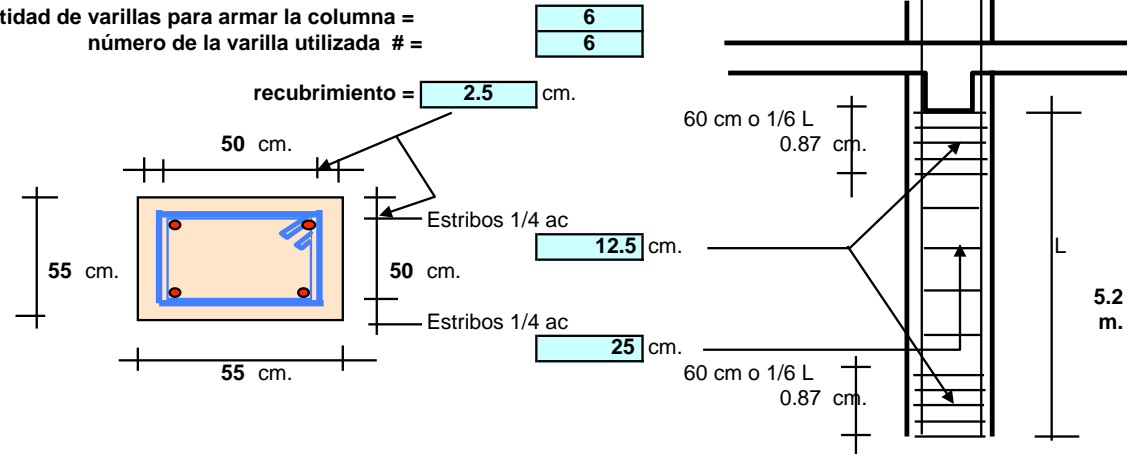 tidad de varillas para armar la columna = 6
número de la varilla utilizada # = 6
recubrimiento = 2.5 cm.
50 cm.
60 cm o 1/6 L
0.87 cm.
Estribos 1/4 ac
12.5 cm.
55 cm.
50 cm.
L
5.2
m.
Estribos 1/4 ac
25 cm.
60 cm o 1/6 L
0.87 cm.
55 cm.